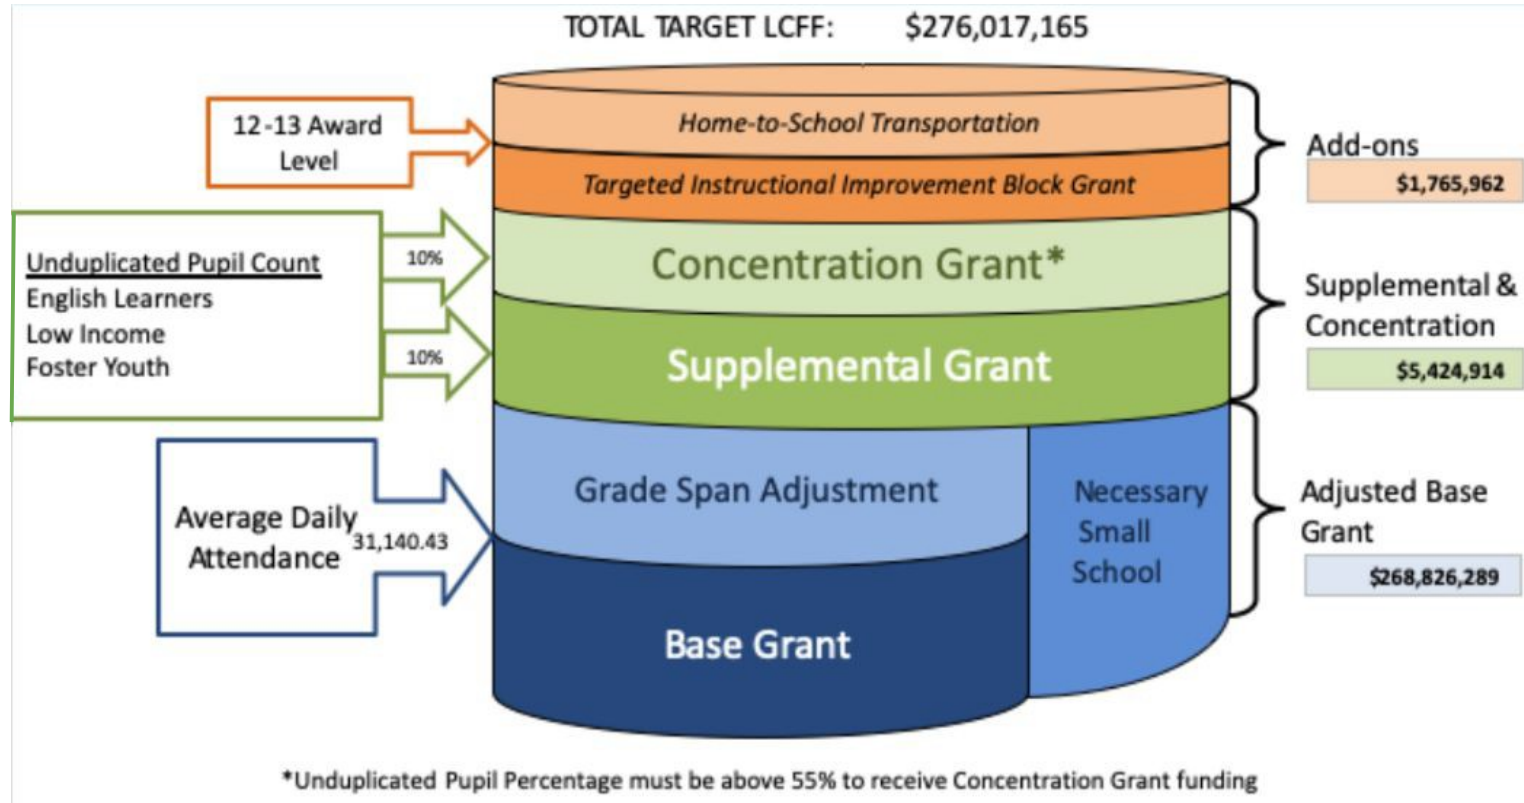 TOTAL TARGET LCFF: $276,017,165
12-13 Award
Level
Home-to-School Transportation
Targeted Instructional Improvement Block Grant
Add-ons
$1,765,962
Unduplicated Pupil Count
English Learners
Low Income
Foster Youth
10%
10%
Concentration Grant*
Supplemental Grant
Supplemental &
Concentration
$5,424,914
Average Daily
Attendance
31,140.43
Grade Span Adjustment
Base Grant
Necessary
Small
School
Adjusted Base
Grant
$268,826,289
*Unduplicated Pupil Percentage must be above 55% to receive Concentration Grant funding